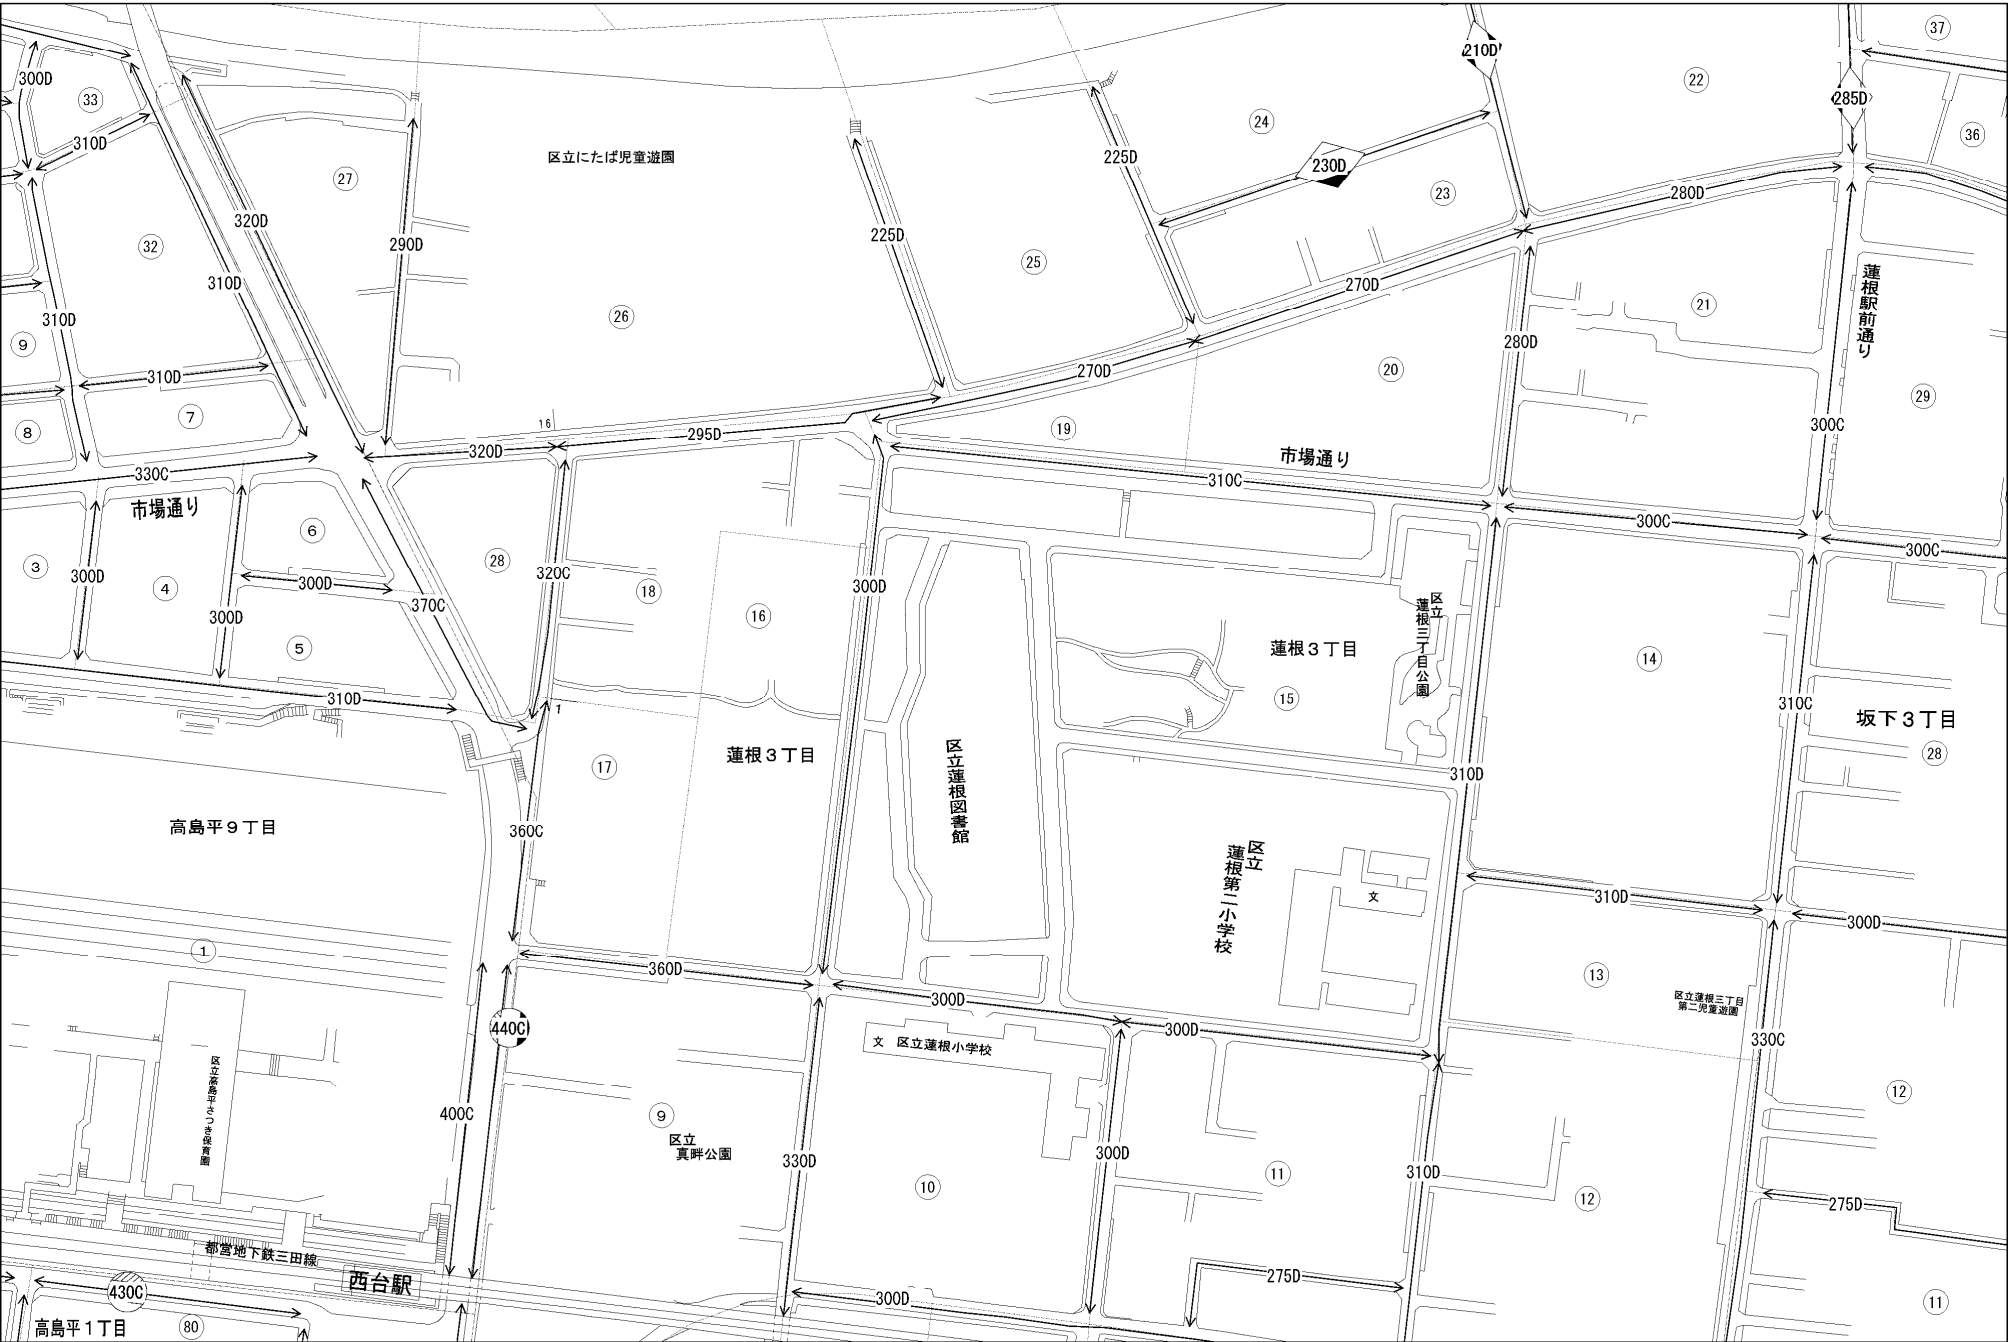 37
210D
22
285D
300D
33
24
36
310D
区立にたば児童遊園
225D
230D
27
23
280D
320D
225D
32
290D
25
310D
270D
21
蓮根駅前通り
310D
26
9
280D
20
310D
270D
29
7
16
19
300C
8
295D
320D
市場通り
330C
310C
市場通り
300C
6
300C
28
3
300D
4
300D
320C
18
300D
370C
区立
蓮根三丁目公園
300D
16
5
蓮根3丁目
14
310D
15
310C
1
坂下3丁目
17
蓮根3丁目
区立蓮根図書館
28
310D
高島平9丁目
360C
区立
蓮根第二小学校
文
310D
300D
1
360D
13
300D
区立蓮根三丁目
第二児童遊園
440C
300D
330C
文 区立蓮根小学校
区立高島平さつき保育園
12
400C
9
区立
真畔公園
300D
330D
11
310D
10
12
275D
都営地下鉄三田線
西台駅
275D
430C
300D
11
高島平1丁目
80